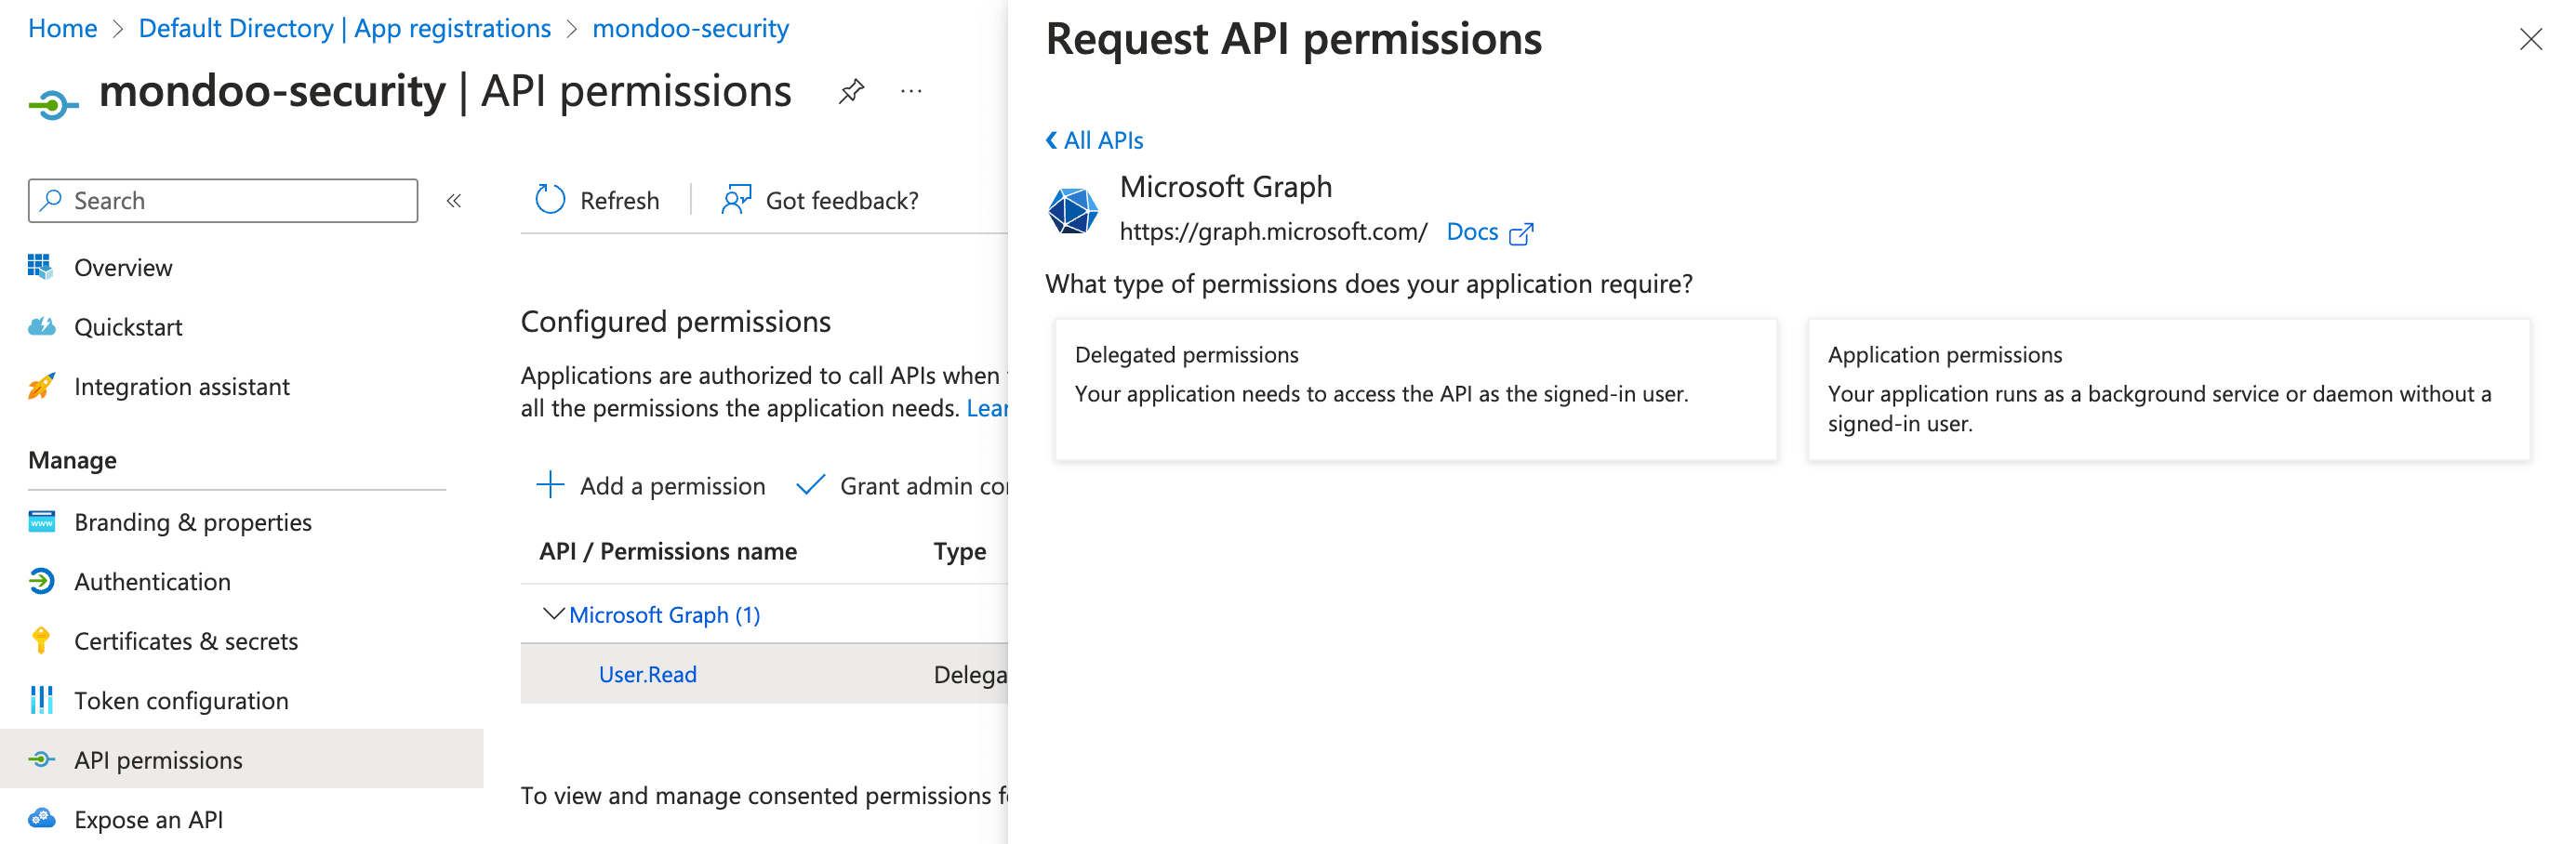 Home > Default Directory | App registrations > mondoo-security
mondoo-security | API permissions
Search
Overview
Quickstart
Integration assistant
Manage
Branding & properties
Authentication
Certificates & secrets
Token configuration
API permissions
Expose an API
Refresh
Got feedback?
Configured permissions
Applications are authorized to call APIs when
all the permissions the application needs. Lear
Add a permission
Grant admin co
API / Permissions name Type
Microsoft Graph (1)
User.Read Delega
To view and manage consented permissions f
Request API permissions
All APIs
Microsoft Graph
https://graph.microsoft.com/ Docs
What type of permissions does your application require?
Delegated permissions
Your application needs to access the API as the signed-in user.
Application permissions
Your application runs as a background service or daemon without a
signed-in user.